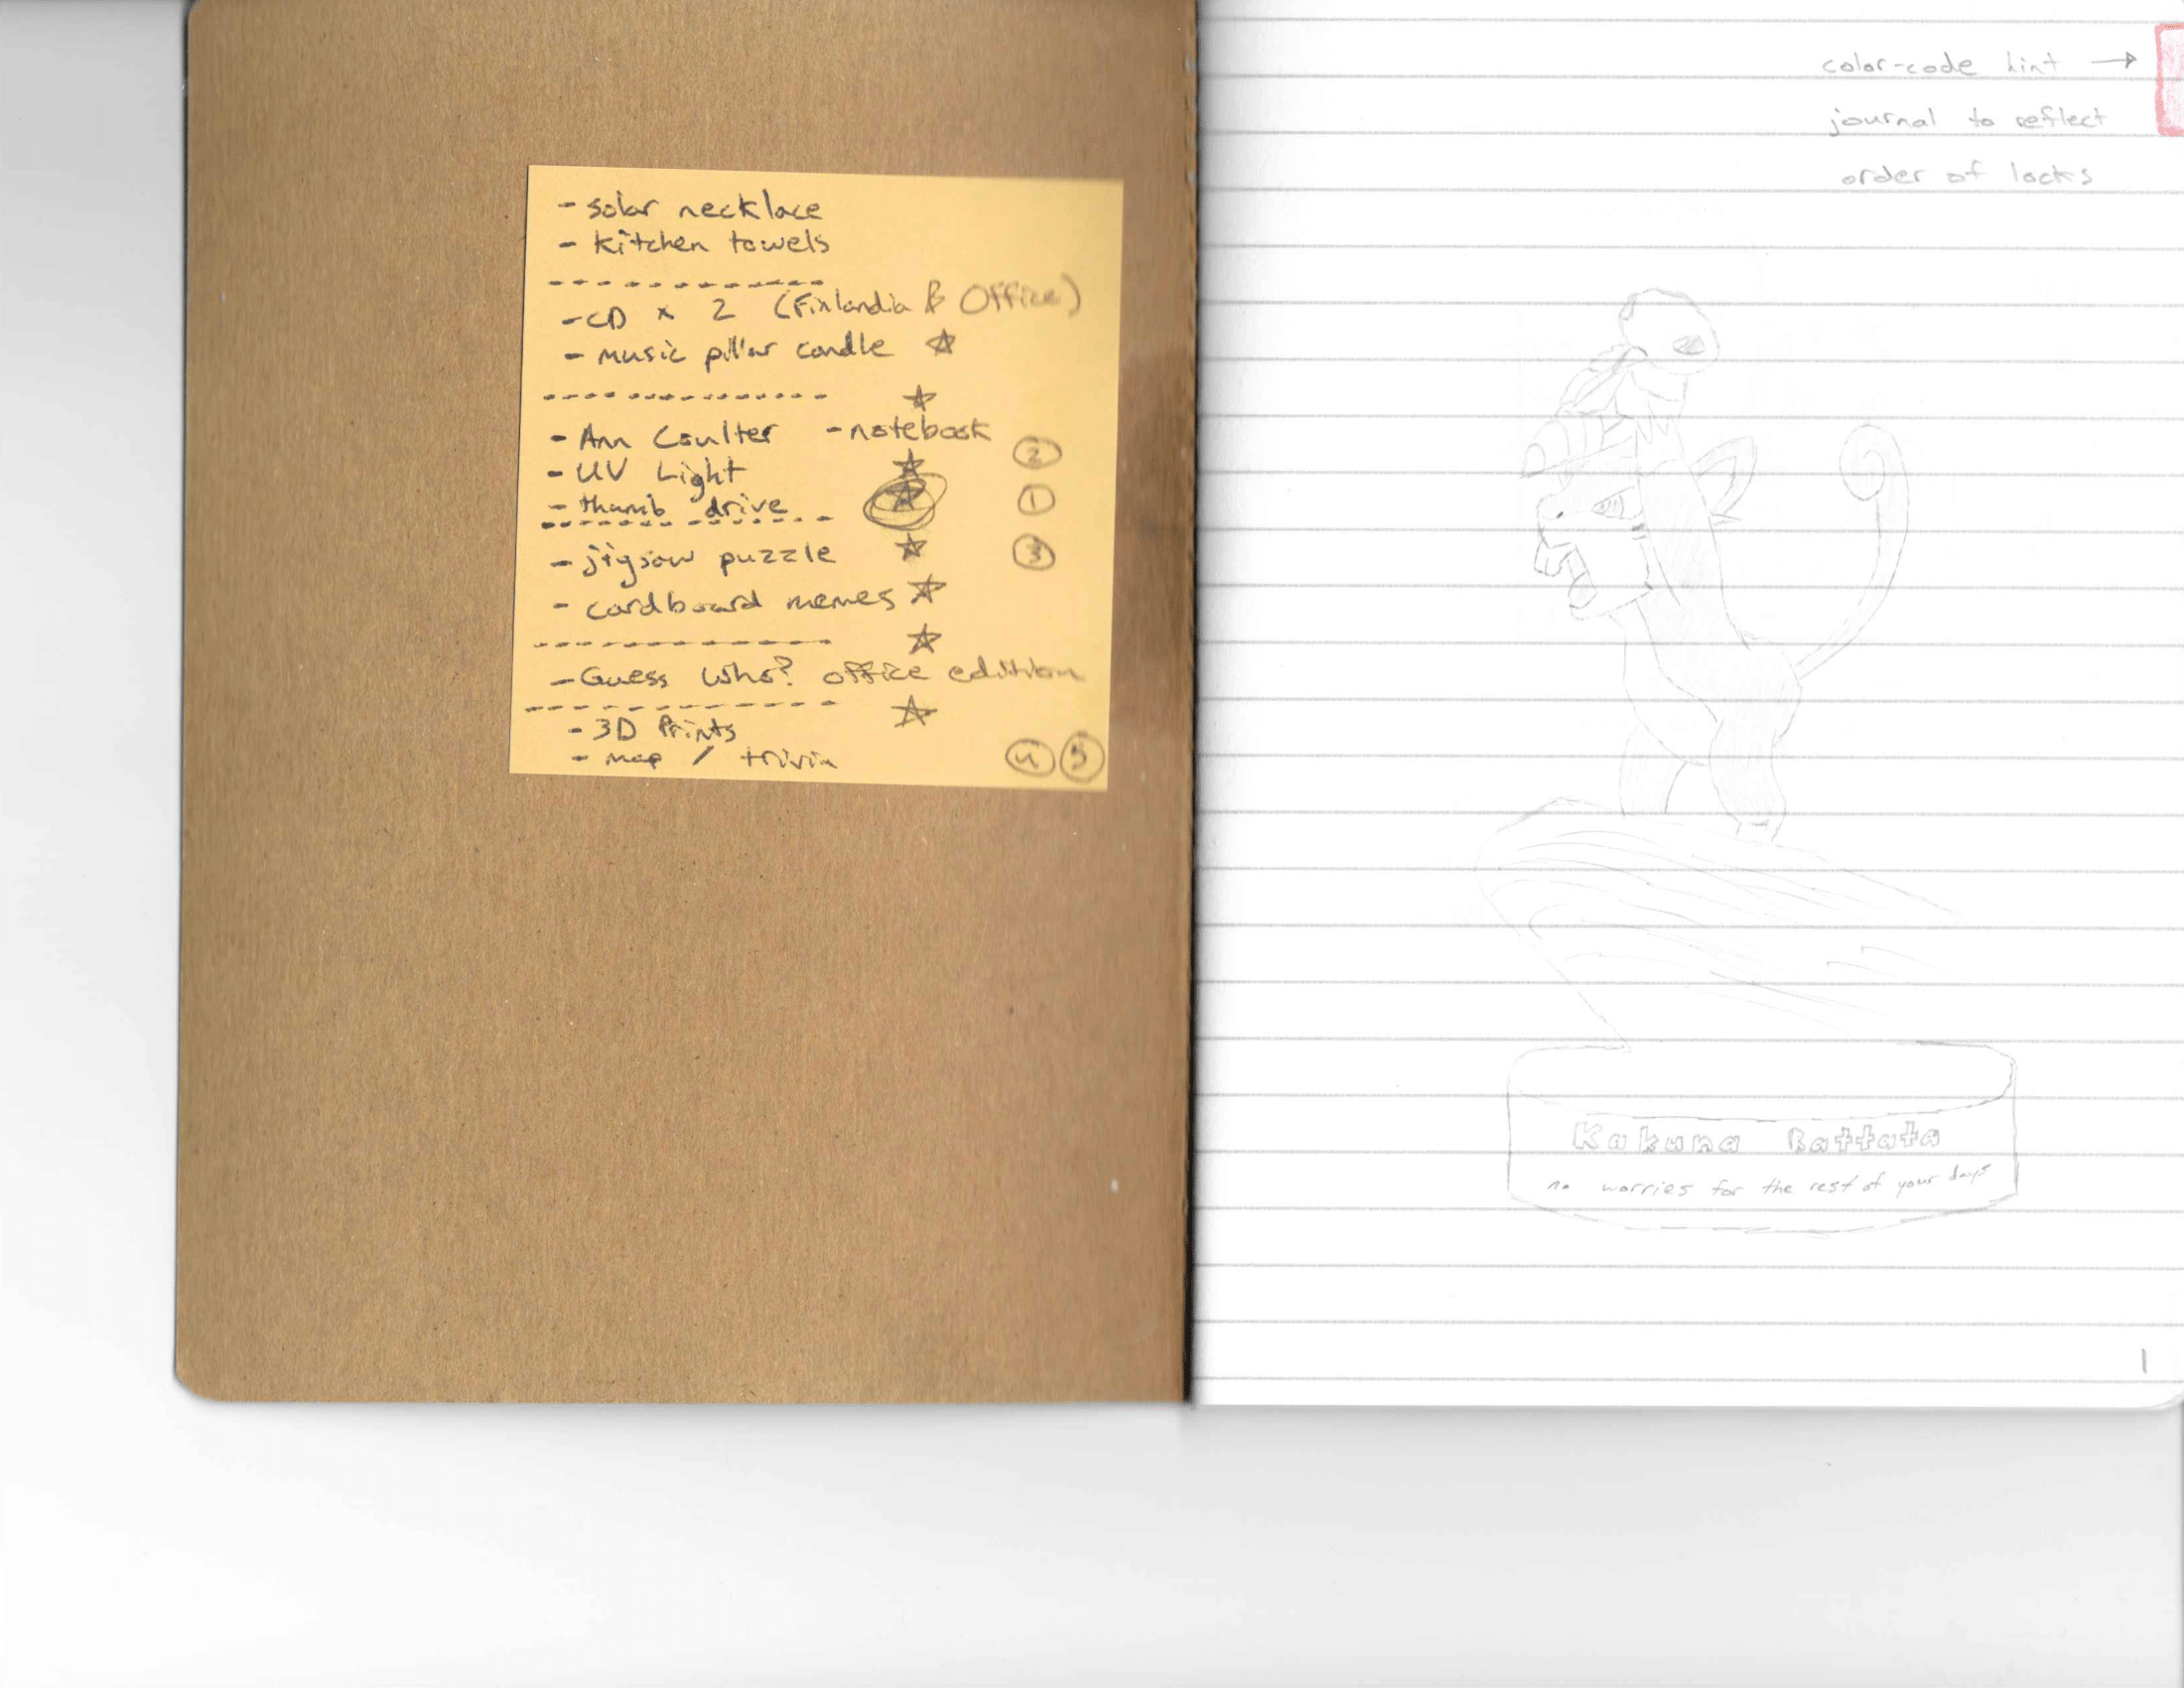 - solar necklace
- kitchen towels
- CD x 2 (Finlandia & Office)
- music pillar candle ☆
☆
- Ann Coulter - notebook
- UV Light ☆ ②
- thumb drive ☆ ①
- jigsaw puzzle ☆ ③
- cardboard memes ☆
☆
- Guess Who? office edition
☆
- 3D Prints
- map / trivia ④ ⑤
color-code hint →
journal to reflect
order of locks
Kakuna Rattata
no worries for the rest of your days
1